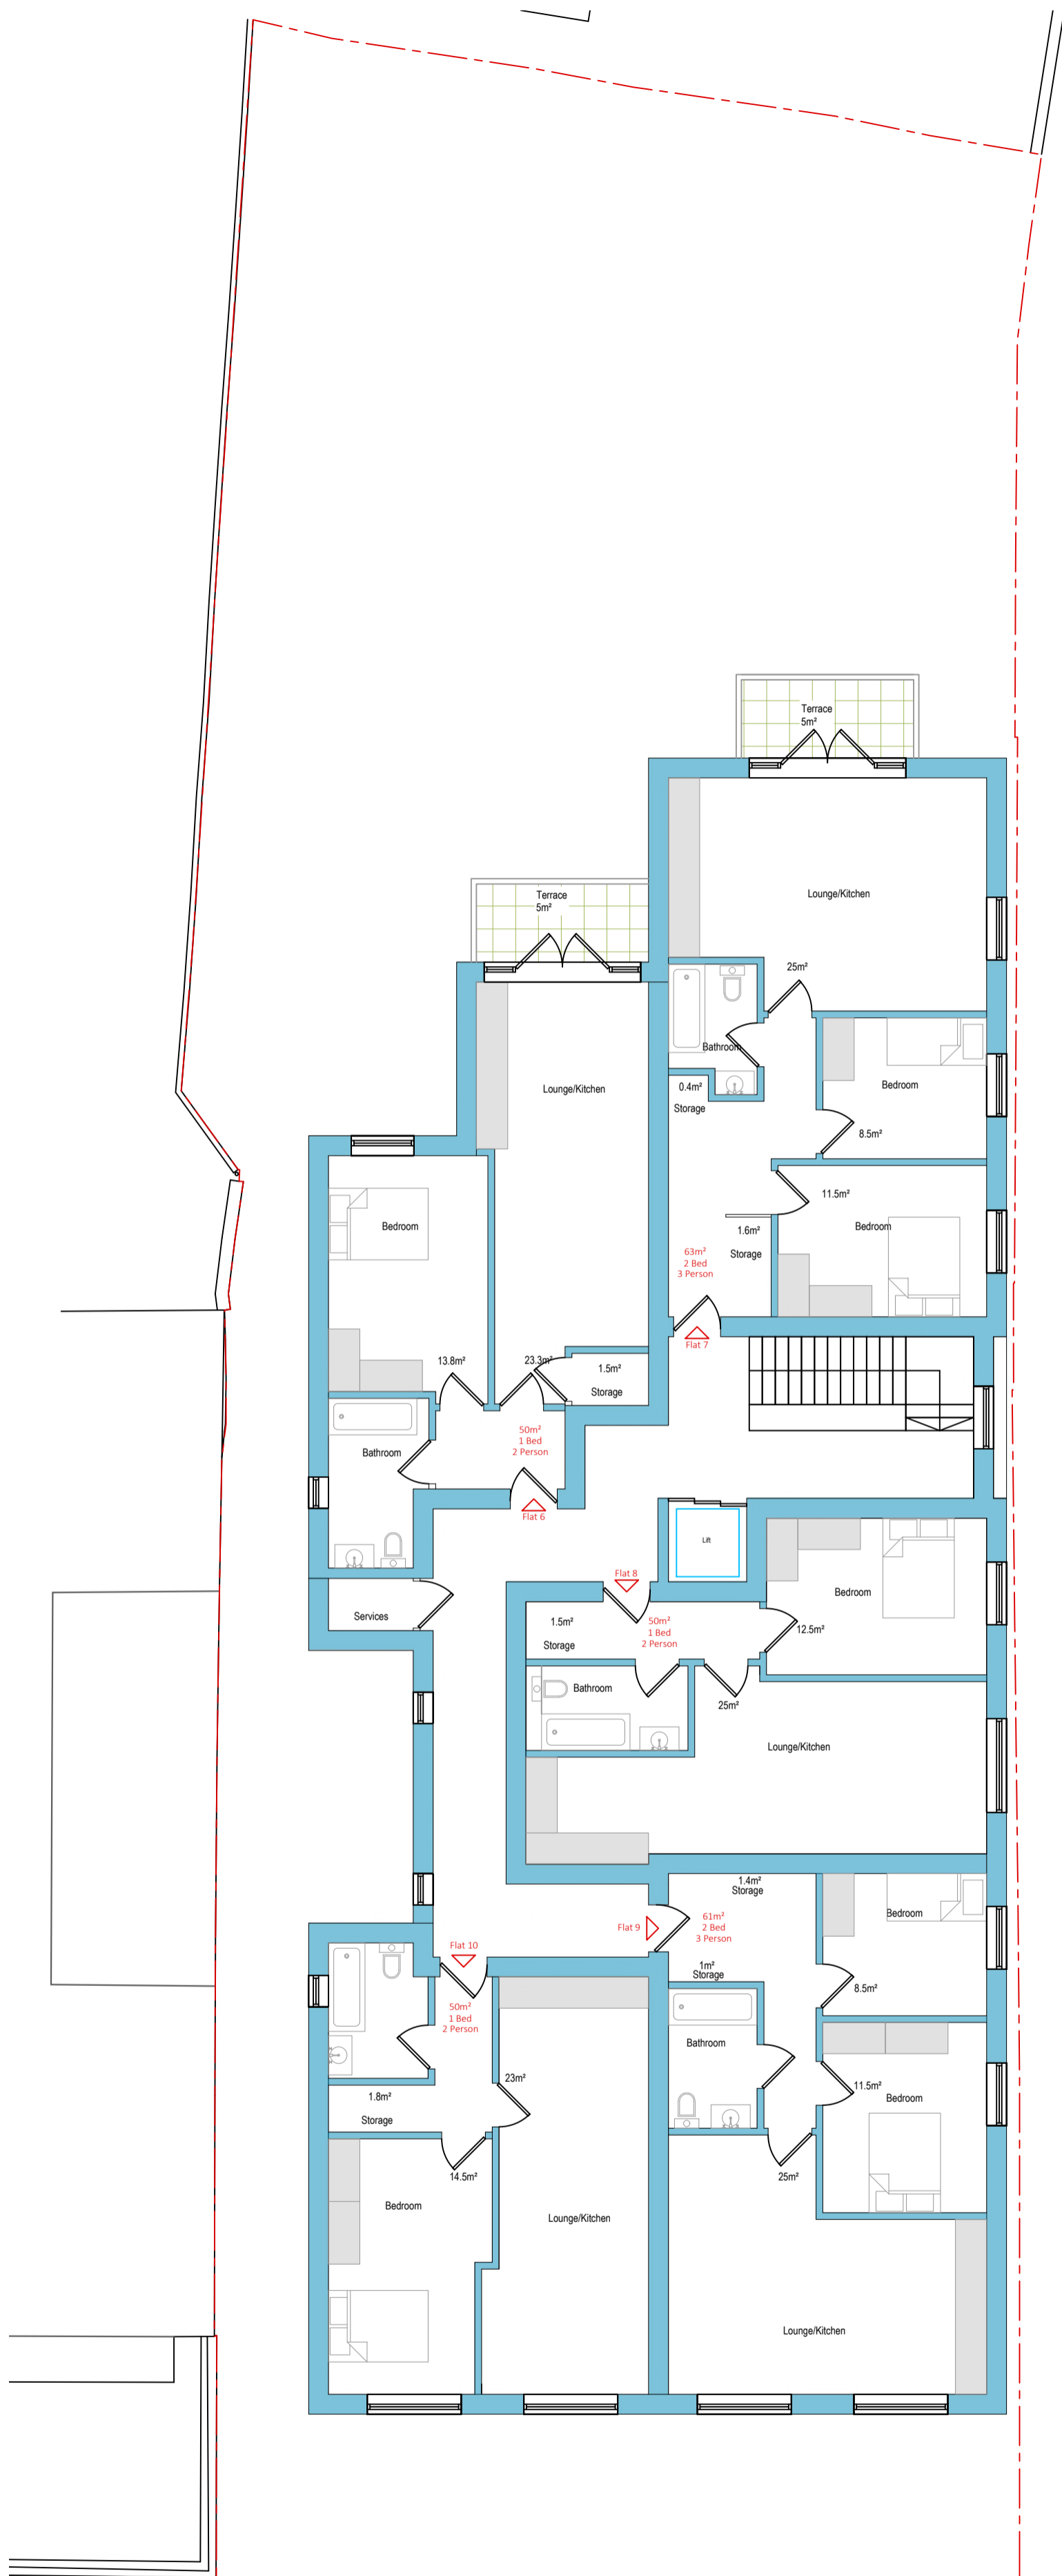 Terrace
5m²
Lounge/Kitchen
25m²
Terrace
5m²
Lounge/Kitchen
Bathroom
Bedroom
0.4m²
Storage
8.5m²
11.5m²
Bedroom
1.6m²
Storage
63m²
2 Bed
3 Person
Flat 7
Bedroom
13.8m²
23.3m²
1.5m²
Storage
50m²
1 Bed
2 Person
Bathroom
Flat 6
Lift
Flat 8
Bedroom
Services
1.5m²
Storage
50m²
1 Bed
2 Person
12.5m²
Bathroom
25m²
Lounge/Kitchen
1.4m²
Storage
Flat 9
61m²
2 Bed
3 Person
Bedroom
Flat 10
1m²
Storage
8.5m²
50m²
1 Bed
2 Person
Bathroom
23m²
11.5m²
Bedroom
1.8m²
Storage
14.5m²
25m²
Bedroom
Lounge/Kitchen
Lounge/Kitchen